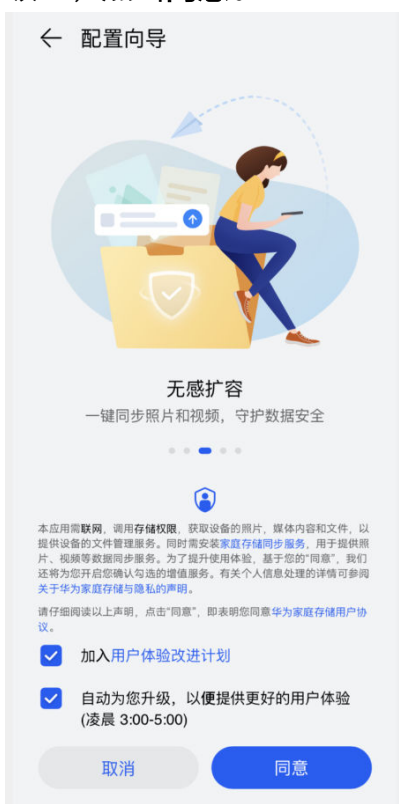 配置向导
无感扩容
一键同步照片和视频，守护数据安全
本应用需联网，调用存储权限，获取设备的照片，媒体内容和文件，以
提供设备的文件管理服务。同时需安装家庭存储同步服务，用于提供照
片、视频等数据同步服务。为了提升使用体验，基于您的“同意”，我们
还将为您开启您确认勾选的增值服务。有关个人信息处理的详情可参阅
关于华为家庭存储与隐私的声明。
请仔细阅读以上声明，点击“同意”，即表明您同意华为家庭存储用户协
议。
加入用户体验改进计划
自动为您升级，以便提供更好的用户体验
(凌晨 3:00-5:00)
取消
同意